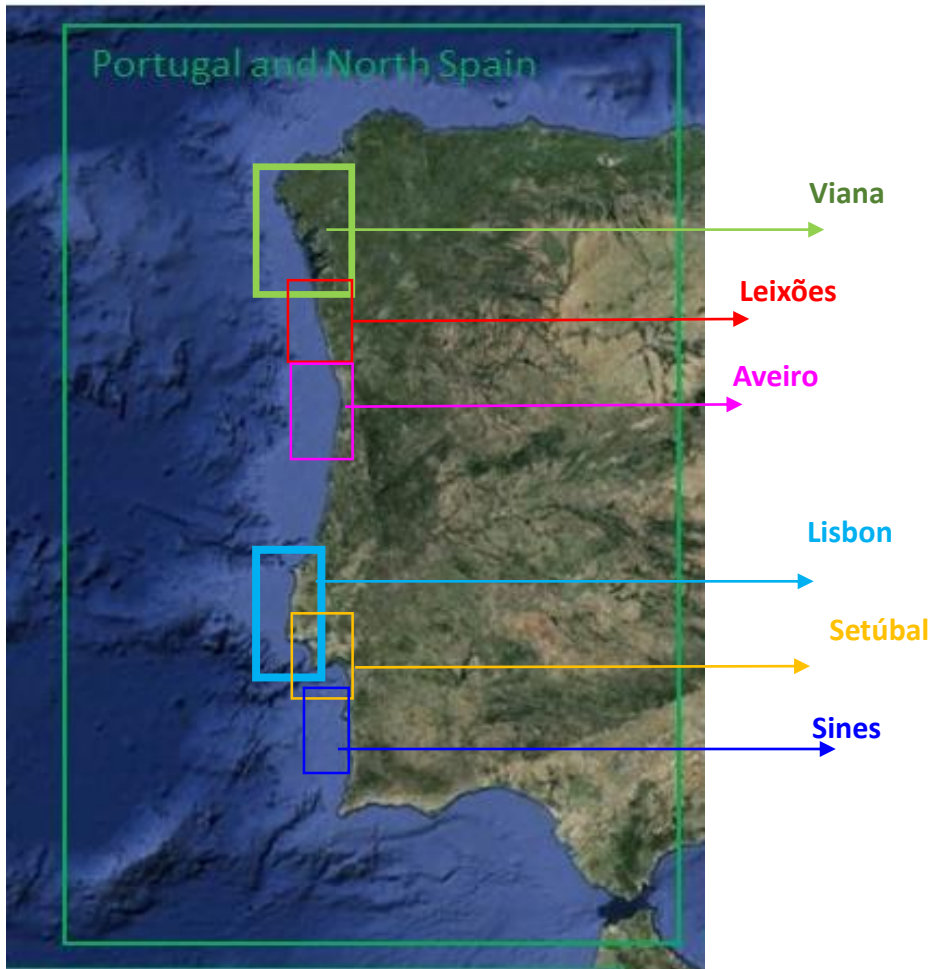 Portugal and North Spain
Viana
Leixões
Aveiro
Lisbon
Setúbal
Sines